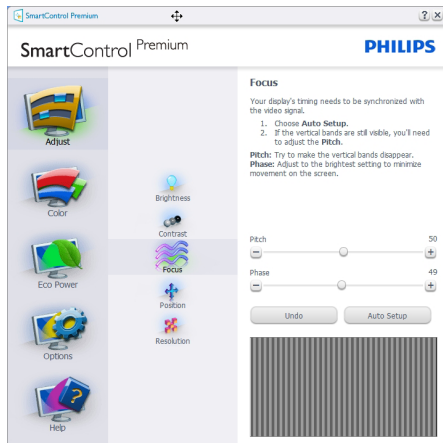 SmartControl Premium
? x
SmartControl Premium
PHILIPS
Adjust
Color
Eco Power
Options
Help
Brightness
Contrast
Focus
Position
Resolution
Focus
Your display's timing needs to be synchronized with
the video signal.
1. Choose Auto Setup.
2. If the vertical bands are still visible, you'll need
to adjust the Pitch.
Pitch: Try to make the vertical bands disappear.
Phase: Adjust to the brightest setting to minimize
movement on the screen.
Pitch 50
Phase 49
Undo Auto Setup